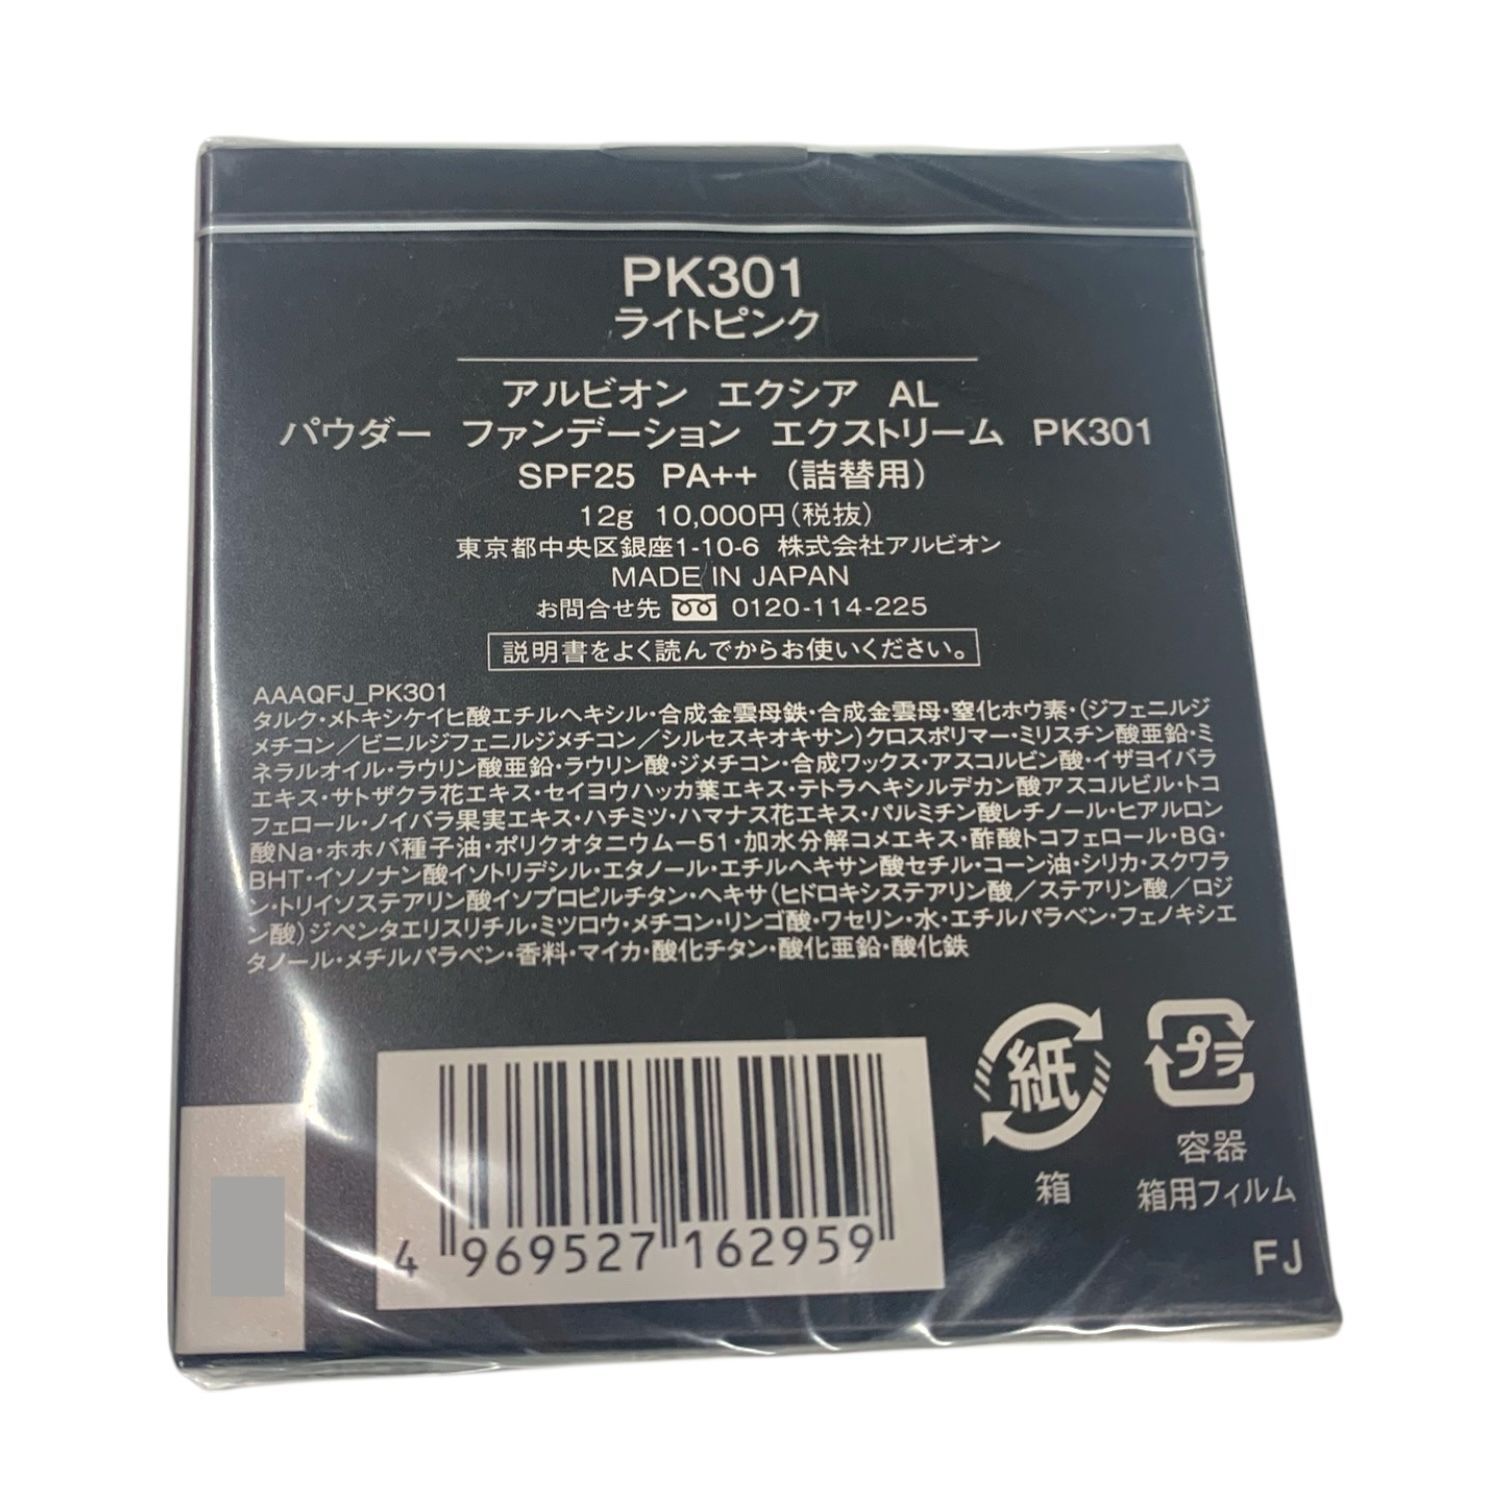 PK301
ライトピンク
アルビオン エクシア AL
パウダー ファンデーション エクストリーム PK301
SPF25 PA++ (詰替用)
12g 10,000円(税抜)
東京都中央区銀座1-10-6 株式会社アルビオン
MADE IN JAPAN
お問合せ先 0120-114-225
説明書をよく読んでからお使いください。
AAAQFJ_PK301
タルク・メトキシケイヒ酸エチルヘキシル・合成金雲母鉄・合成金雲母・窒化ホウ素・(ジフェニルジ
メチコン/ビニルジフェニルジメチコン/シルセスキオキサン)クロスポリマー・ミリスチン酸亜鉛・ミ
ネラルオイル・ラウリン酸亜鉛・ラウリン酸・ジメチコン・合成ワックス・アスコルビン酸・イザヨイバラ
エキス・サトザクラ花エキス・セイヨウハッカ葉エキス・テトラヘキシルデカン酸アスコルビル・トコ
フェロール・ノイバラ果実エキス・ハチミツ・ハマナス花エキス・パルミチン酸レチノール・ヒアルロン
酸Na・ホホバ種子油・ポリクオタニウム-51・加水分解コメエキス・酢酸トコフェロール・BG・
BHT・イソノナン酸イソトリデシル・エタノール・エチルヘキサン酸セチル・コーン油・シリカ・スクワラ
ン・トリイソステアリン酸イソプロピルチタン・ヘキサ(ヒドロキシステアリン酸/ステアリン酸/ロジ
ン酸)ジペンタエリスリチル・ミツロウ・メチコン・リンゴ酸・ワセリン・水・エチルパラベン・フェノキシエ
タノール・メチルパラベン・香料・マイカ・酸化チタン・酸化亜鉛・酸化鉄
紙
プラ
箱
容器
箱用フィルム
4 969527 162959
FJ